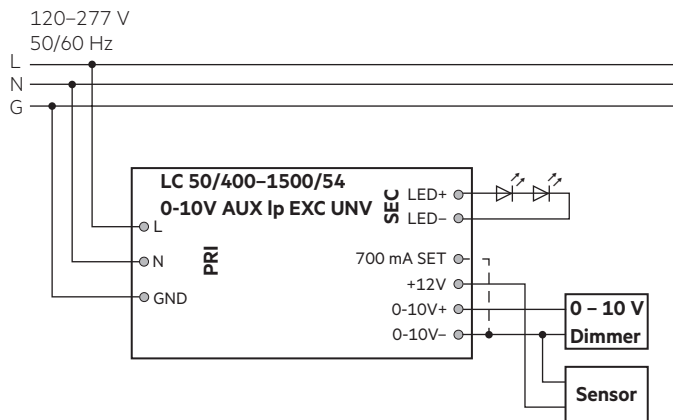 120–277 V
50/60 Hz
L
N
G
LC 50/400–1500/54
0-10V AUX lp EXC UNV
PRI
SEC
L
N
GND
LED+
LED–
700 mA SET
+12V
0-10V+
0-10V–
0 – 10 V
Dimmer
Sensor